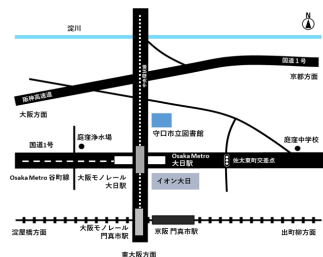 淀川
N
国道1号
中央環状線
阪神高速道
京都方面
大阪方面
守口市立図書館
庭窪浄水場
庭窪中学校
国道1号
Osaka Metro
大日駅
佐太東町交差点
Osaka Metro 谷町線
大阪モノレール
大日駅
イオン大日
大阪モノレール
門真市駅
京阪 門真市駅
淀屋橋方面
出町柳方面
東大阪方面